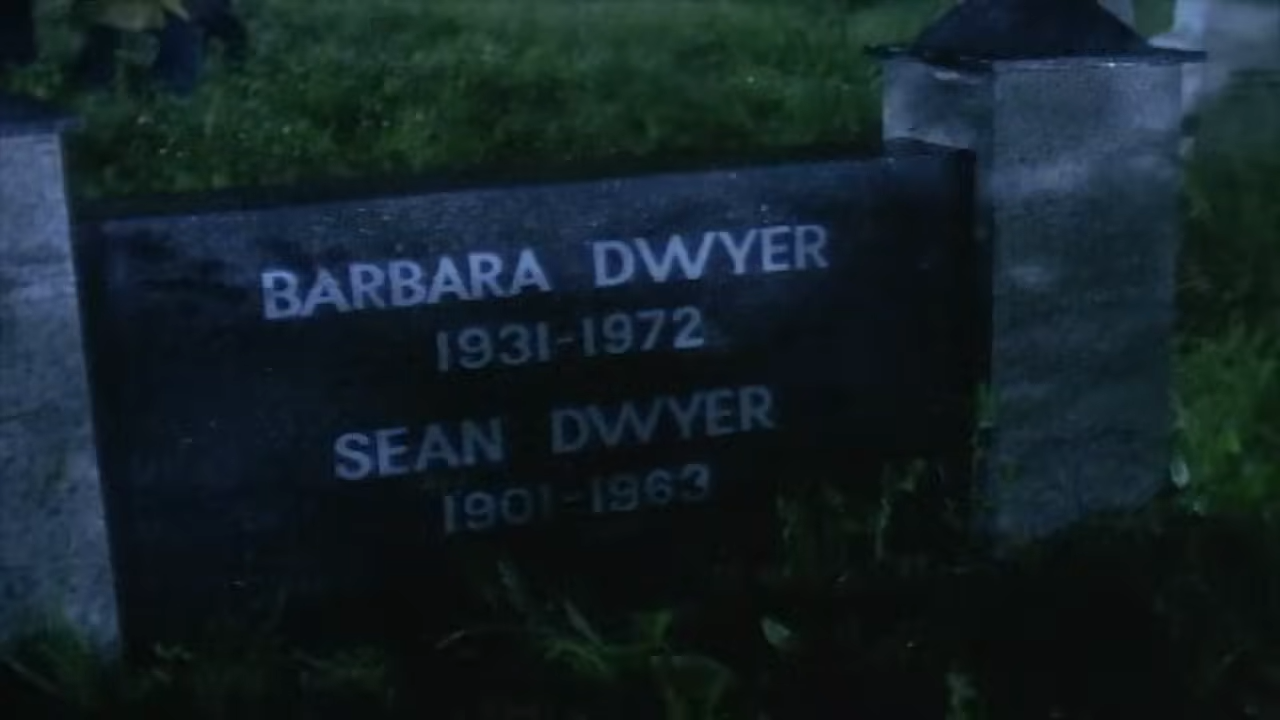 BARBARA DWYER
1931-1972
SEAN DWYER
1901-1963